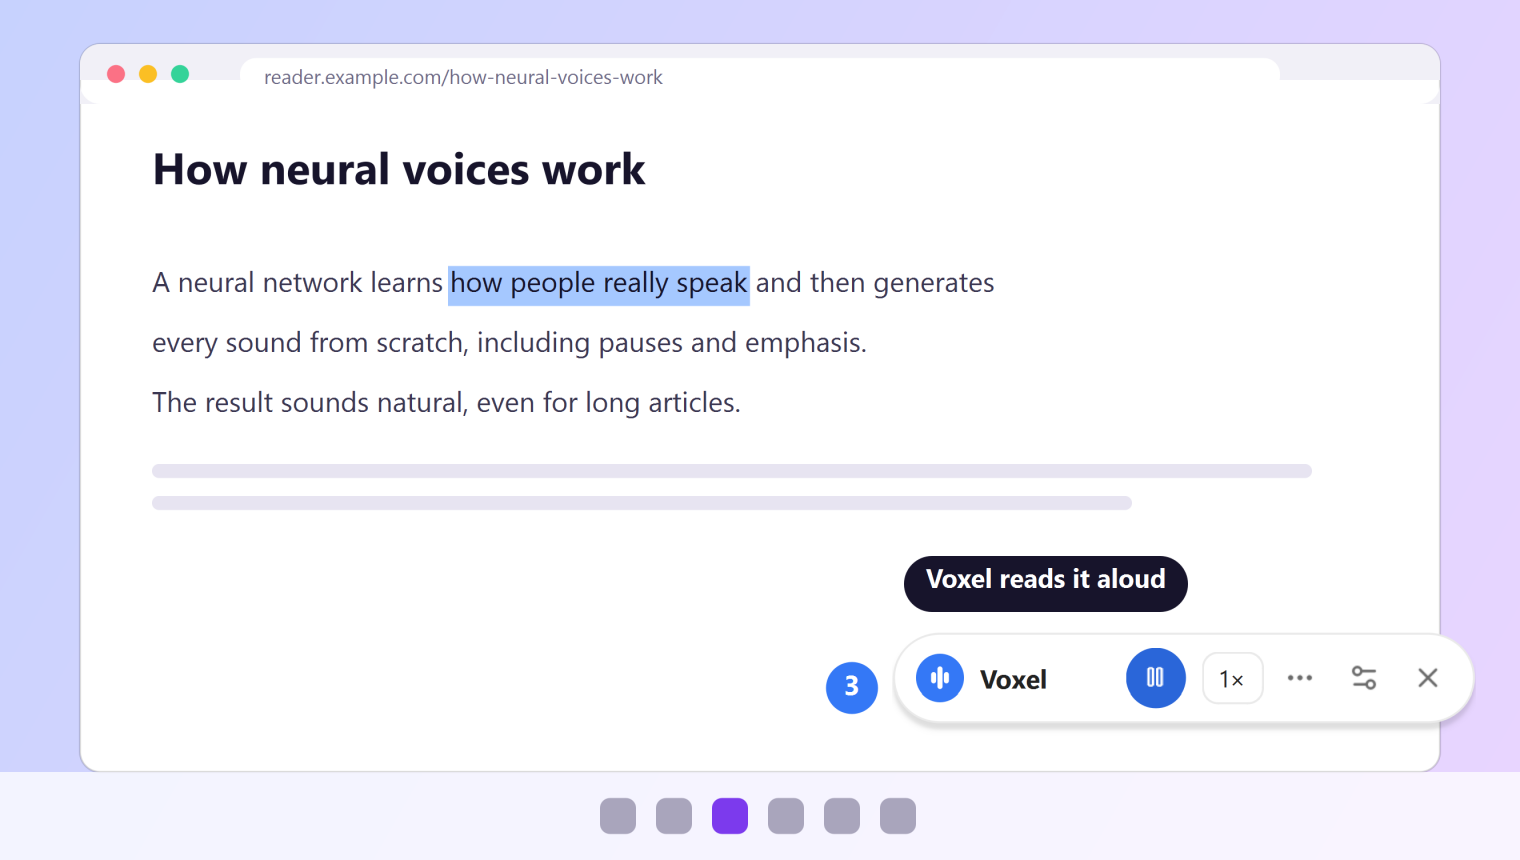 reader.example.com/how-neural-voices-work
How neural voices work
A neural network learns how people really speak and then generates
every sound from scratch, including pauses and emphasis.
The result sounds natural, even for long articles.
Voxel reads it aloud
3
Voxel
1×